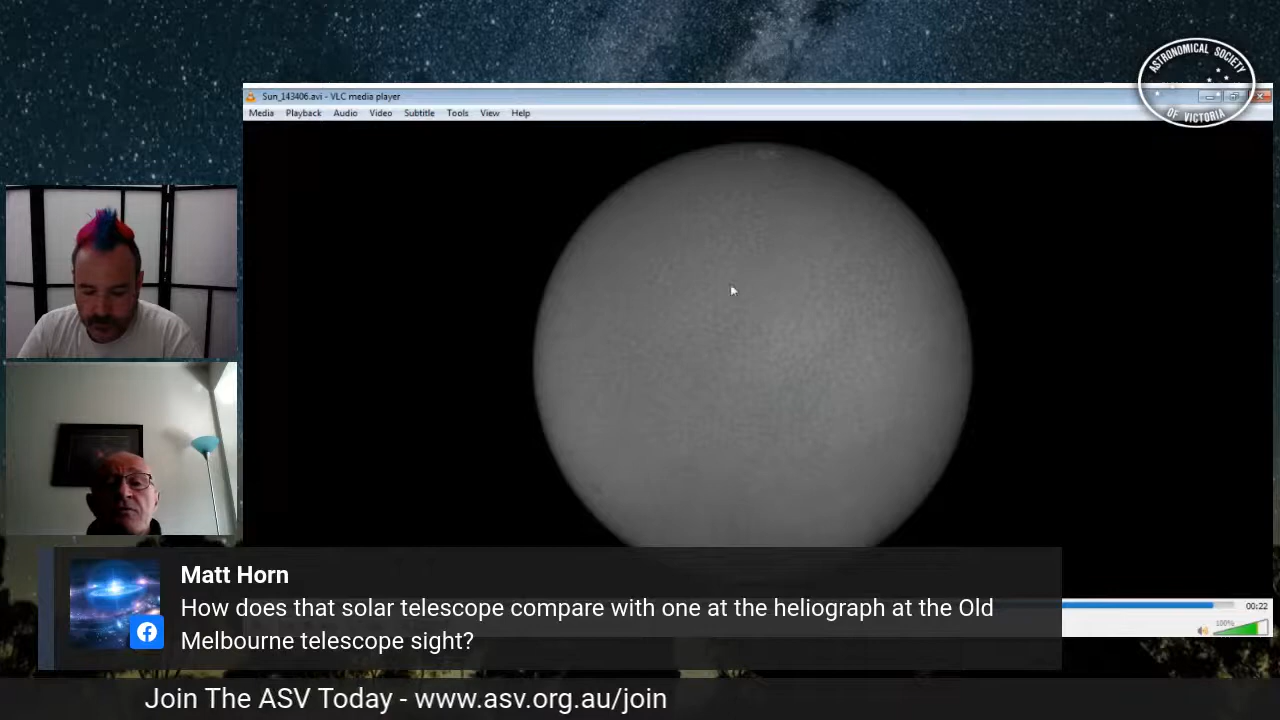 ASTRONOMICAL SOCIETY
OF VICTORIA
Sun_143406.avi - VLC media player
Media Playback Audio Video Subtitle Tools View Help
Matt Horn
How does that solar telescope compare with one at the heliograph at the Old
Melbourne telescope sight?
00:22
100%
Join The ASV Today - www.asv.org.au/join